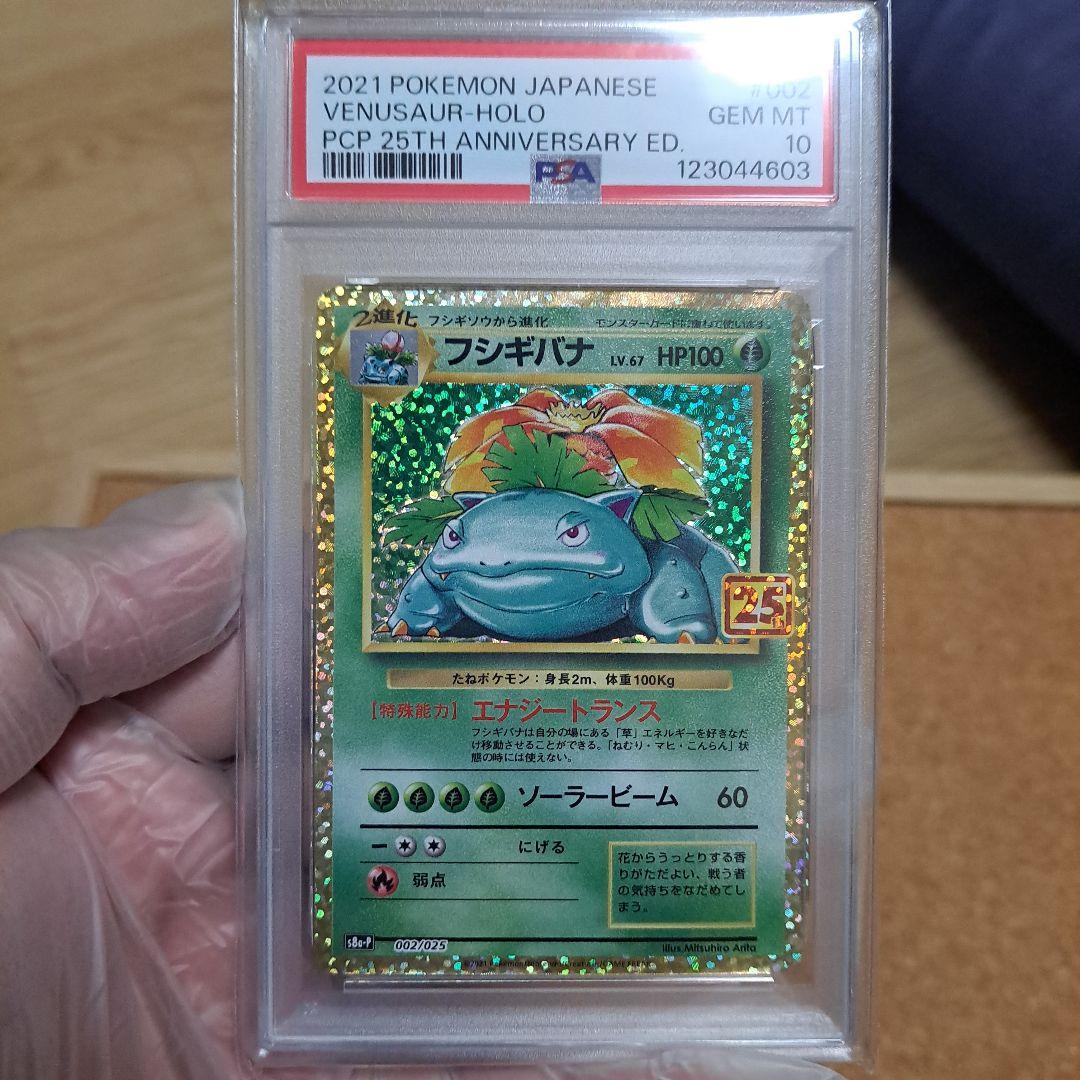 2021 POKEMON JAPANESE #002
VENUSAUR-HOLO GEM MT
PCP 25TH ANNIVERSARY ED. 10
PSA 123044603
2進化 フシギソウから進化
フシギバナ LV.67 HP100
25
たねポケモン：身長2m、体重100Kg
【特殊能力】 エナジートランス
フシギバナは自分の場にある「草」エネルギーを好きなだ
け移動させることができる。「ねむり・マヒ・こんらん」状
態の時には使えない。
ソーラービーム 60
にげる
弱点
花からうっとりする香
りがただよい、戦う者
の気持ちをなだめてし
まう。
s8a-P 002/025
illus. Mitsuhiro Arita